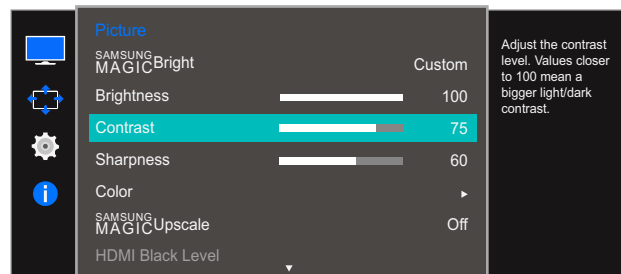 Picture
SAMSUNG
MAGICBright Custom
Brightness 100
Contrast 75
Sharpness 60
Color
SAMSUNG
MAGICUpscale Off
HDMI Black Level
Adjust the contrast
level. Values closer
to 100 mean a
bigger light/dark
contrast.